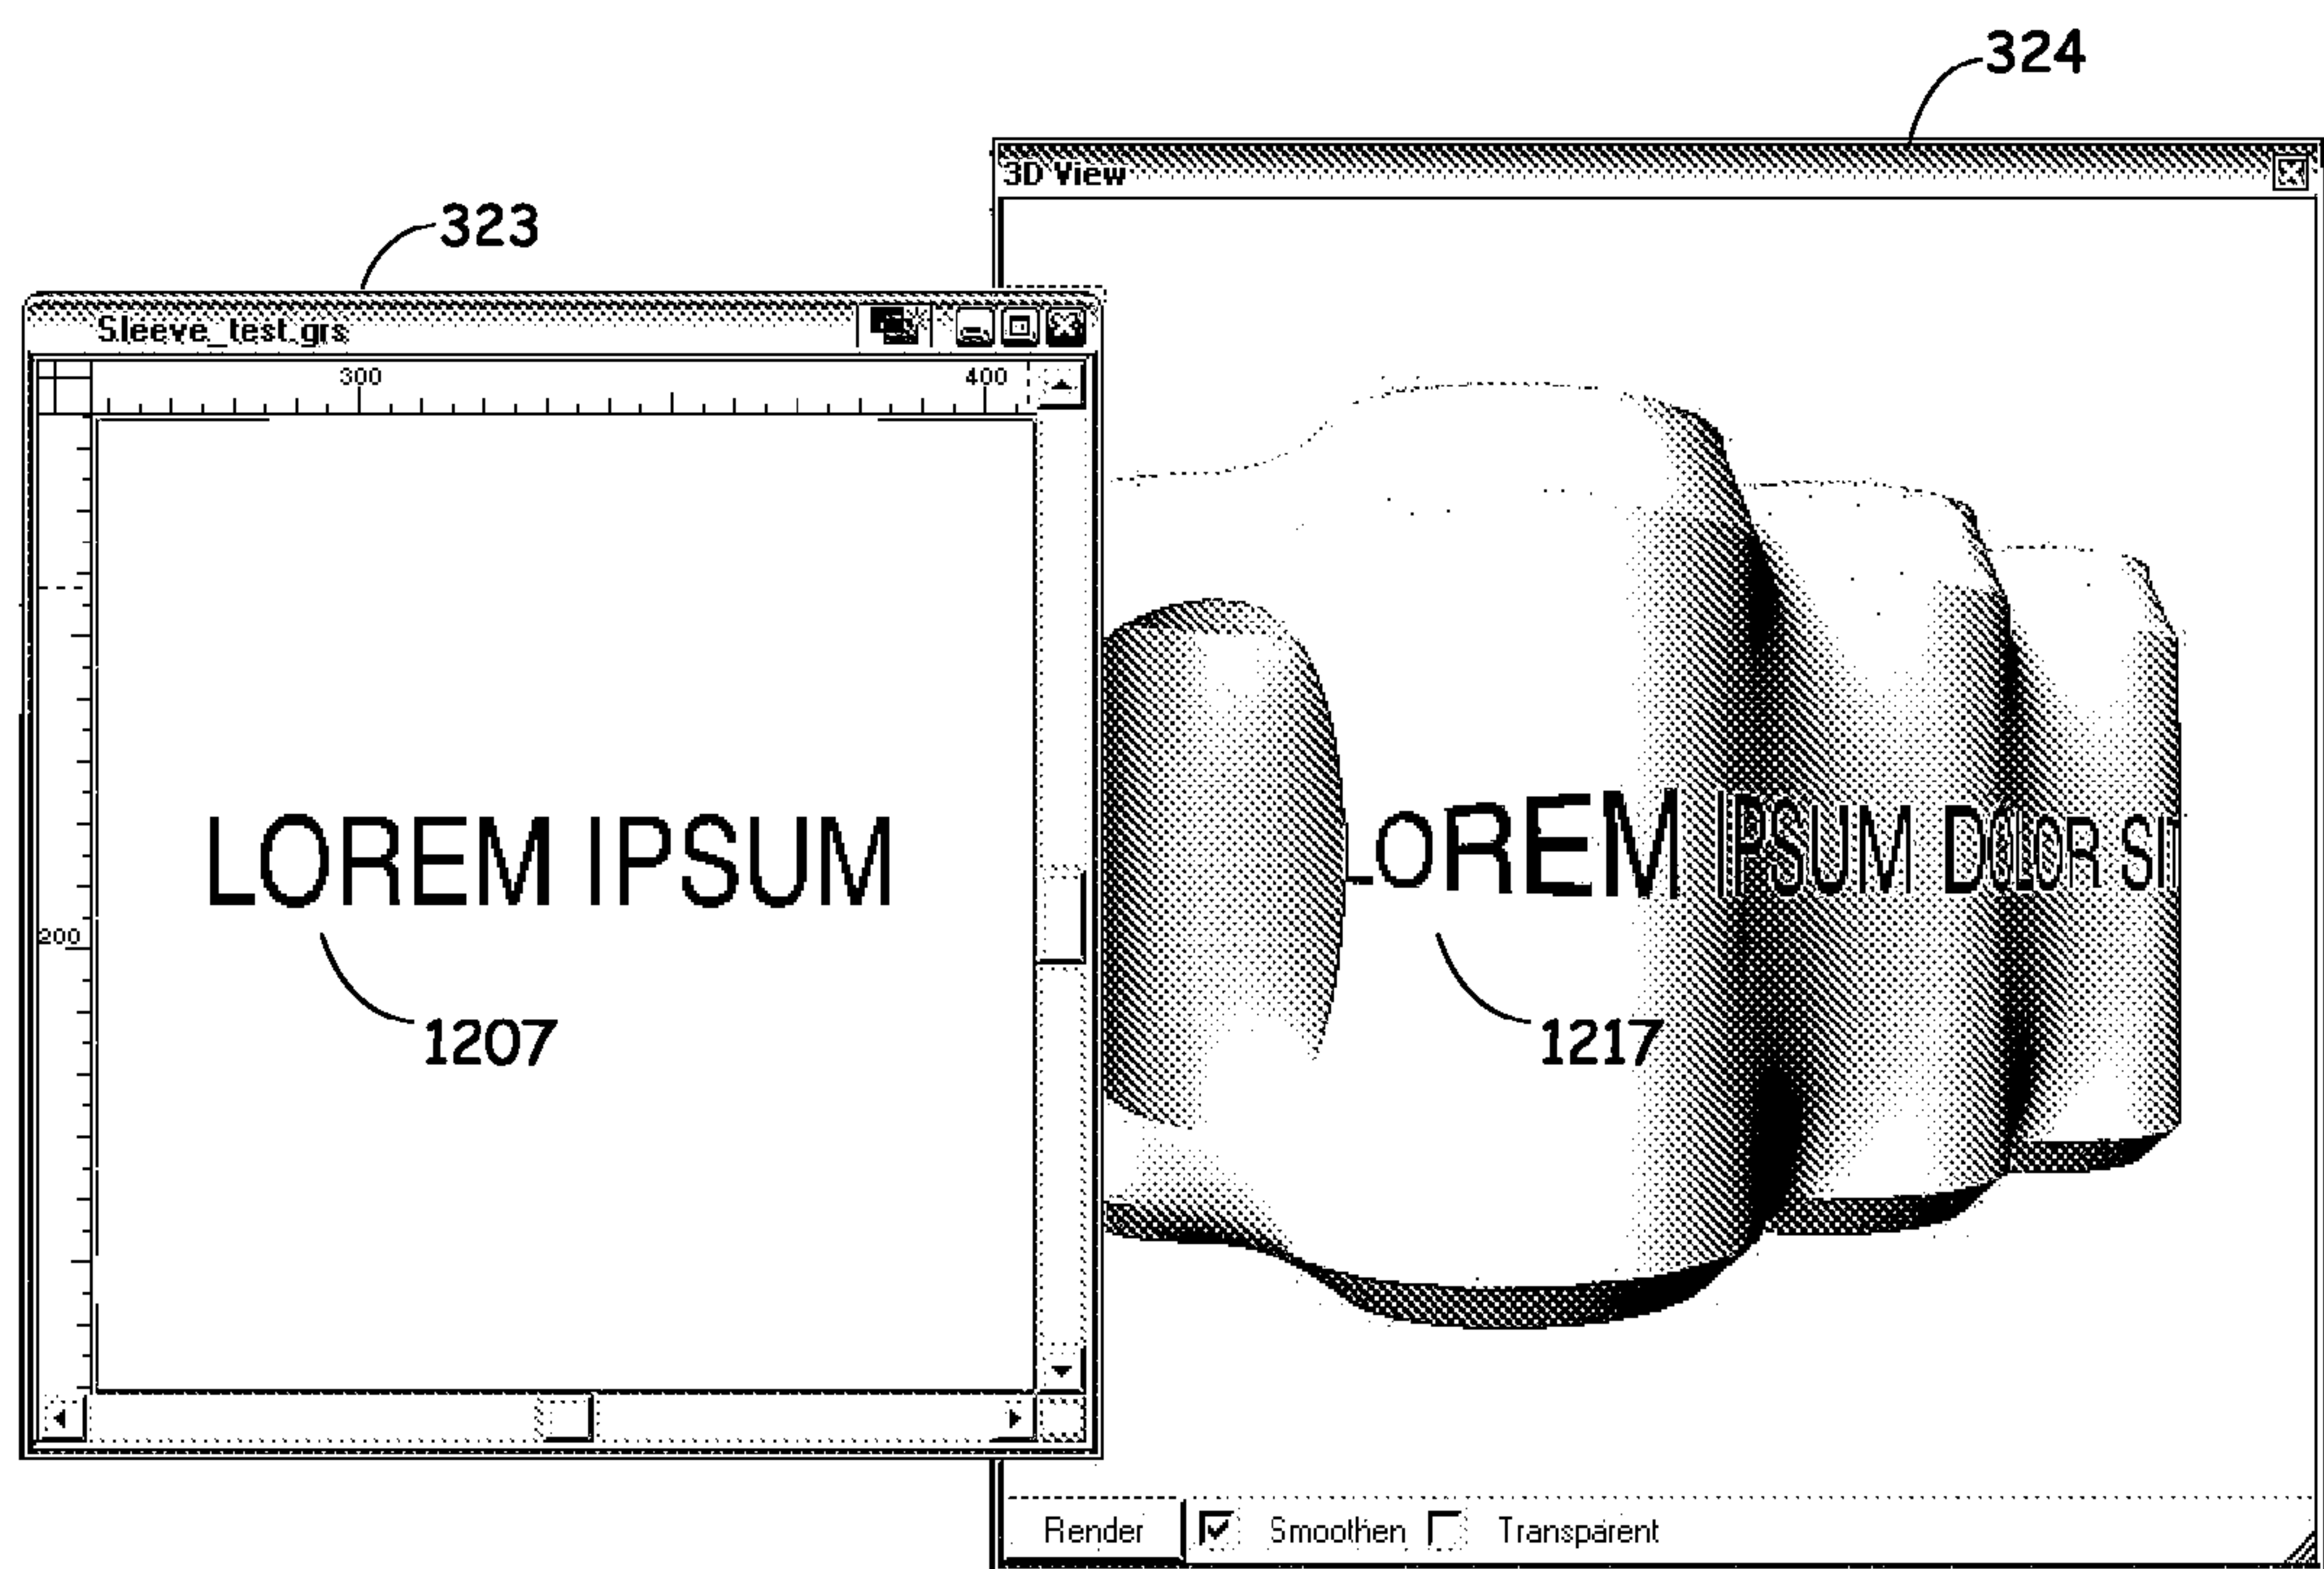 324
3D View
323
Sleeve_test.grs
300 400
LOREM IPSUM
LOREM IPSUM DOLOR SIT
200
1207
1217
Render Smoothen Transparent